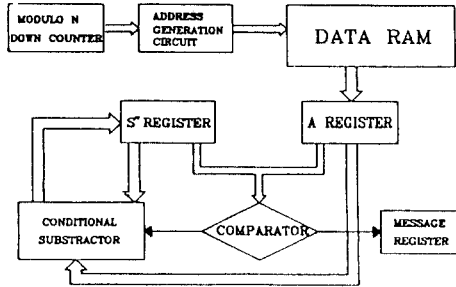 MODULO N
DOWN COUNTER
ADDRESS
GENERATION
CIRCUIT
DATA RAM
S" REGISTER
A REGISTER
CONDITIONAL
SUBSTRACTOR
COMPARATOR
MESSAGE
REGISTER